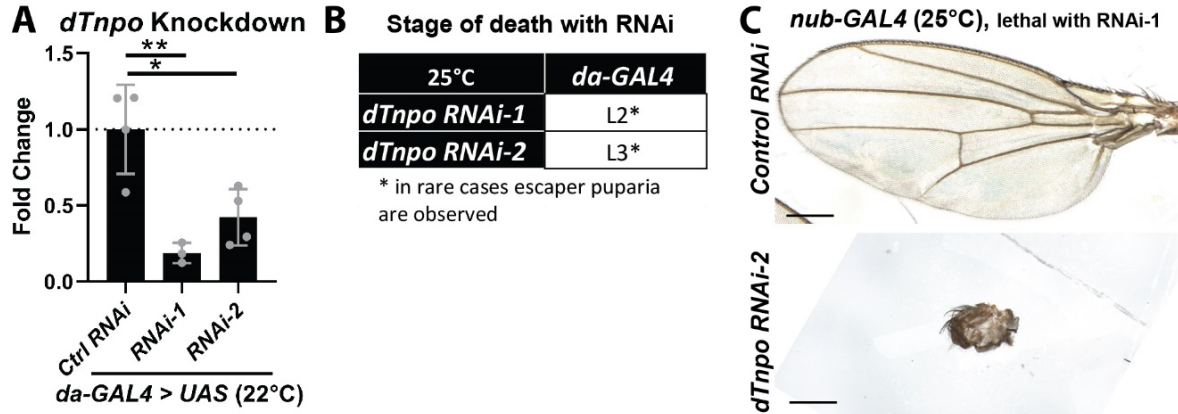 A
dTnpo Knockdown
**
*
1.5
1.0
0.5
0.0
Fold Change
Ctrl RNAi
RNAi-1
RNAi-2
da-GAL4 > UAS (22°C)
B
Stage of death with RNAi
25°C da-GAL4
dTnpo RNAi-1 L2*
dTnpo RNAi-2 L3*
* in rare cases escaper puparia
are observed
C
nub-GAL4 (25°C), lethal with RNAi-1
Control RNAi
dTnpo RNAi-2